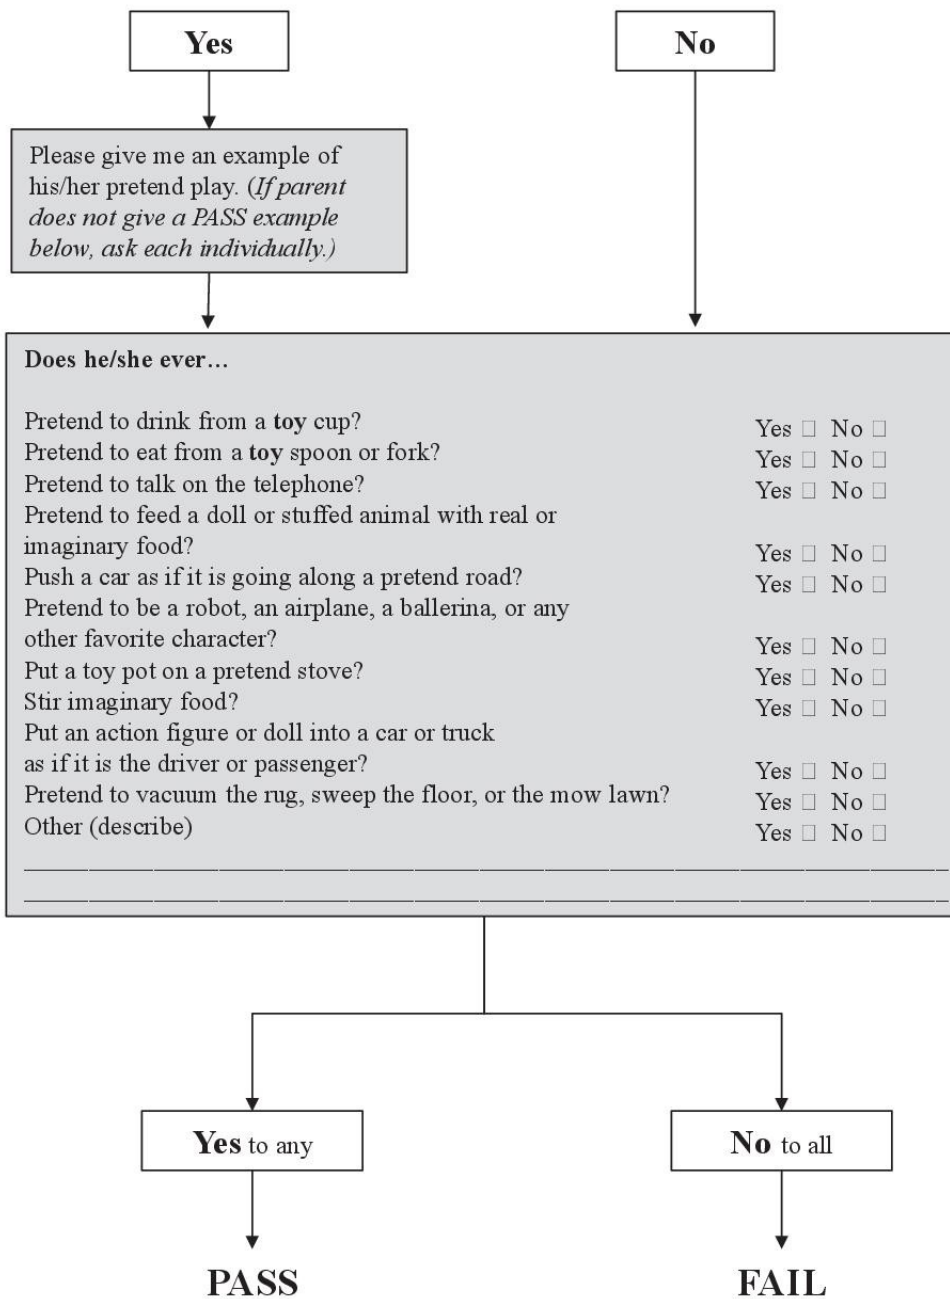 Yes
No
Please give me an example of
his/her pretend play. (If parent
does not give a PASS example
below, ask each individually.)
Does he/she ever…
Pretend to drink from a toy cup? Yes □ No □
Pretend to eat from a toy spoon or fork? Yes □ No □
Pretend to talk on the telephone? Yes □ No □
Pretend to feed a doll or stuffed animal with real or
imaginary food? Yes □ No □
Push a car as if it is going along a pretend road? Yes □ No □
Pretend to be a robot, an airplane, a ballerina, or any
other favorite character? Yes □ No □
Put a toy pot on a pretend stove? Yes □ No □
Stir imaginary food? Yes □ No □
Put an action figure or doll into a car or truck
as if it is the driver or passenger? Yes □ No □
Pretend to vacuum the rug, sweep the floor, or the mow lawn? Yes □ No □
Other (describe) Yes □ No □
Yes to any
No to all
PASS
FAIL